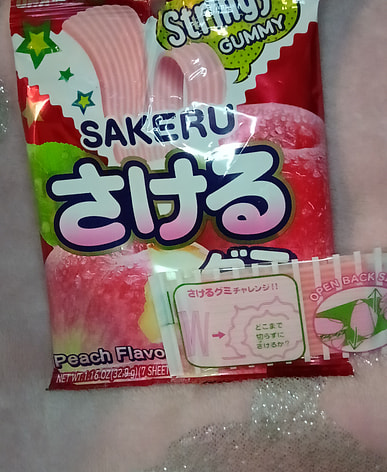 Stringy
GUMMY
SAKERU
さける
グミ
さけるグミチャレンジ!!
OPEN BACK S
どこまで
切らずに
さけるか?
Peach Flavo
NET WT. 1.16 OZ (32.9 g) (7 SHEET